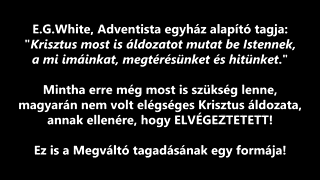 E.G.White, Adventista egyház alapító tagja:
"Krisztus most is áldozatot mutat be Istennek,
a mi imáinkat, megtérésünket és hitünket."
Mintha erre még most is szükség lenne,
magyarán nem volt elégséges Krisztus áldozata,
annak ellenére, hogy ELVÉGEZTETETT!
Ez is a Megváltó tagadásának egy formája!